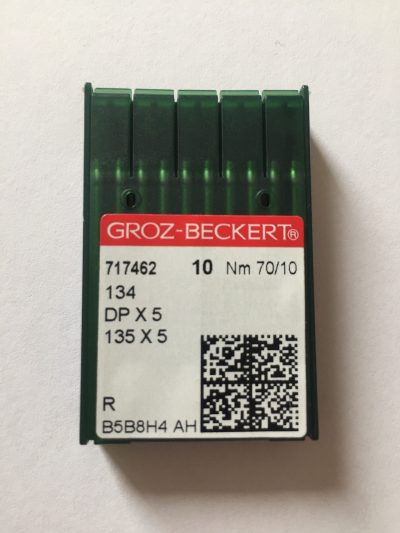 GROZ-BECKERT®
717462 10 Nm 70/10
134
DP X 5
135 X 5
R
B5B8H4 AH